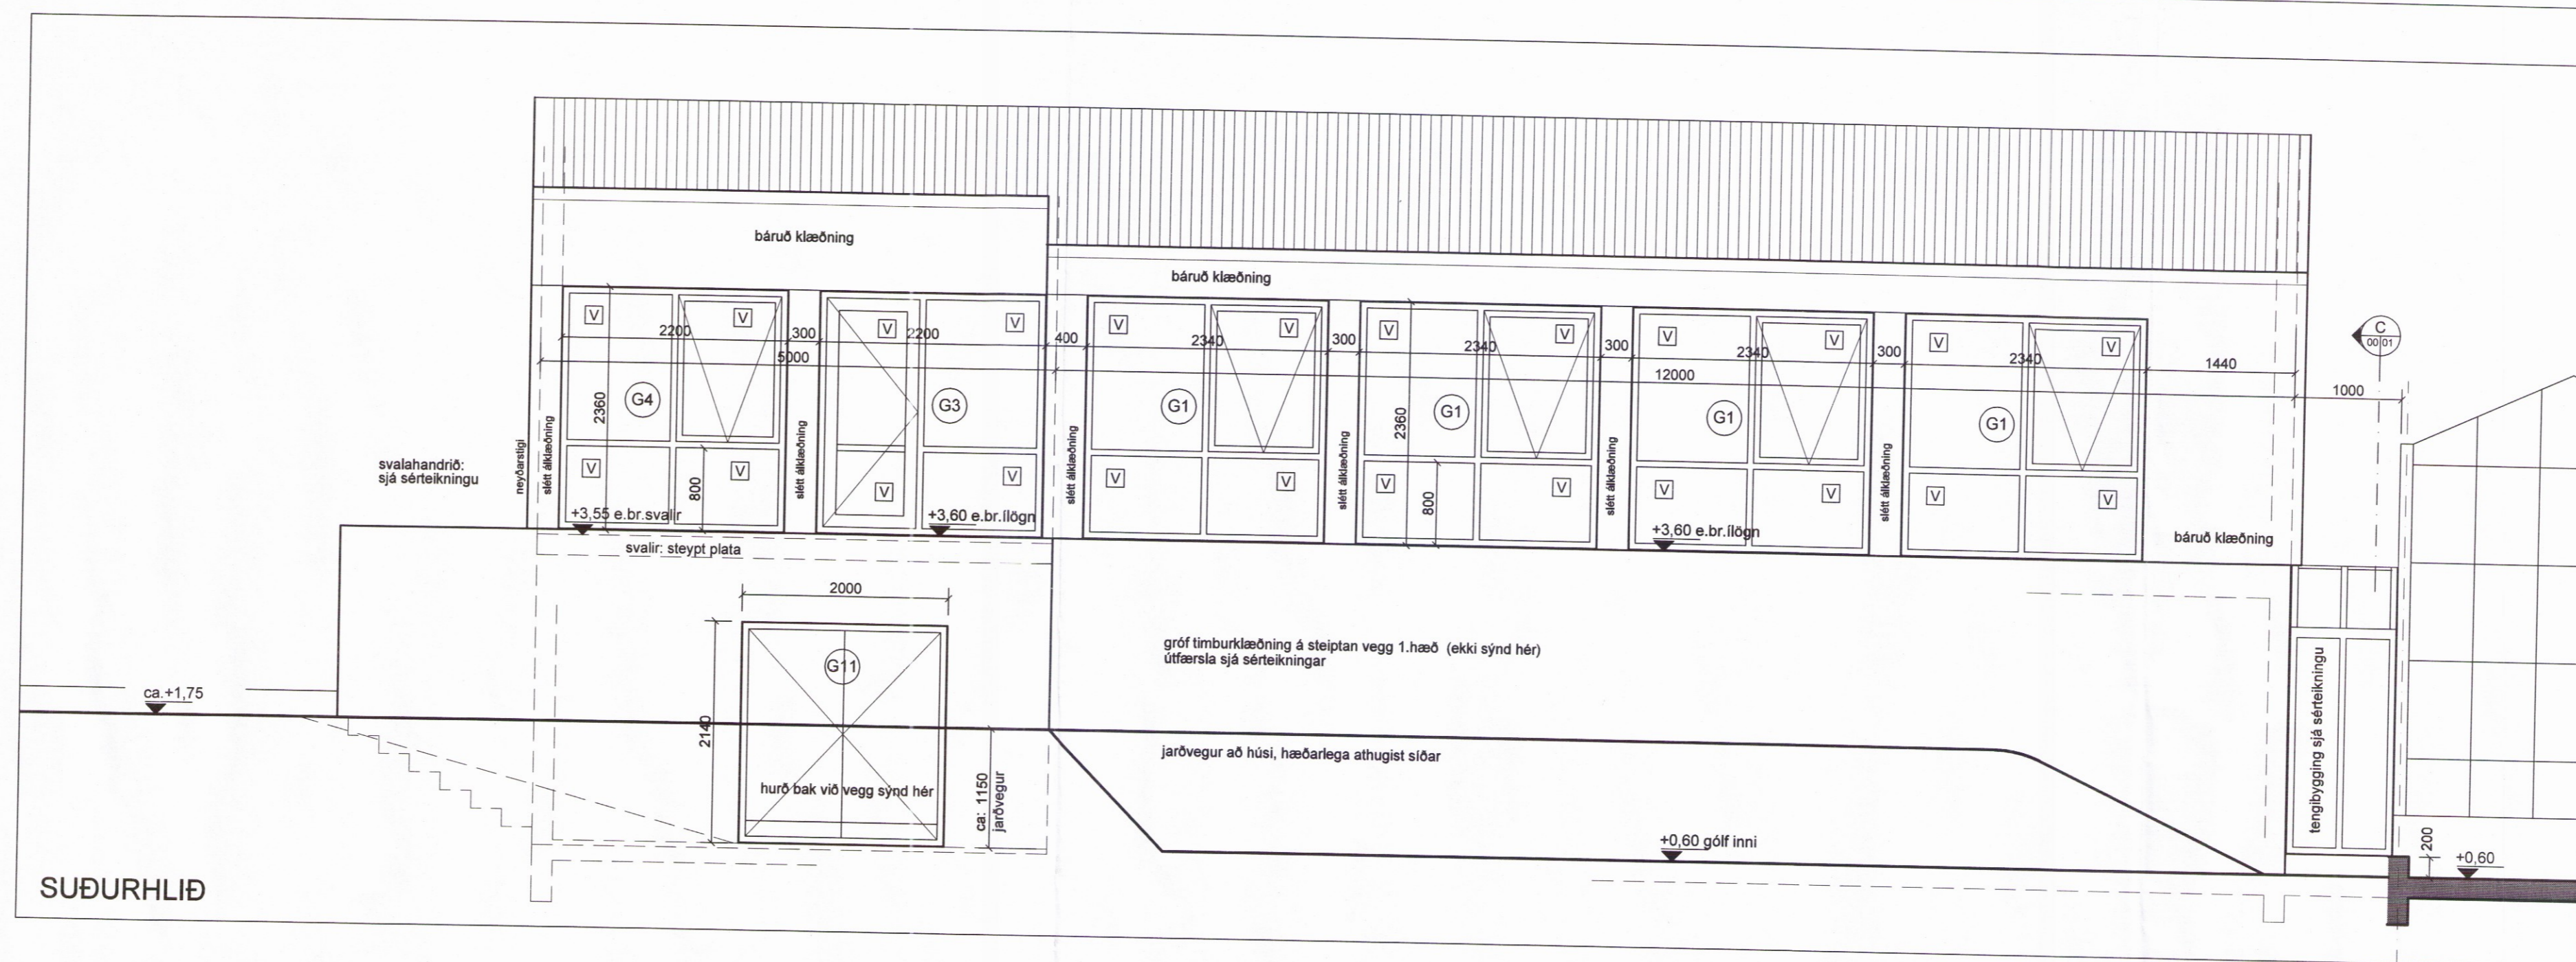 báruð klæðning
báruð klæðning
V
V
V
V
V
V
V
V
V
V
V
V
2200
300
2200
400
2340
300
2340
300
2340
300
2340
1440
5000
12000
1000
C
00 01
G4
G3
G1
G1
G1
G1
2360
2360
neyðarstigi
slétt álklæðning
slétt álklæðning
slétt álklæðning
slétt álklæðning
slétt álklæðning
slétt álklæðning
svalahandrið:
sjá sérteikningu
V
V
V
V
V
V
V
V
V
V
V
V
800
800
+3,55 e.br.svalir
+3,60 e.br.ílögn
+3,60 e.br.ílögn
báruð klæðning
svalir: steypt plata
2000
G11
2140
gróf timburklæðning á steiptan vegg 1.hæð (ekki sýnd hér)
útfærsla sjá sérteikningar
ca.+1,75
jarðvegur að húsi, hæðarlega athugist síðar
hurð bak við vegg sýnd hér
ca: 1150
jarðvegur
tengibygging sjá sérteikningu
+0,60 gólf inni
200
+0,60
SUÐURHLIÐ